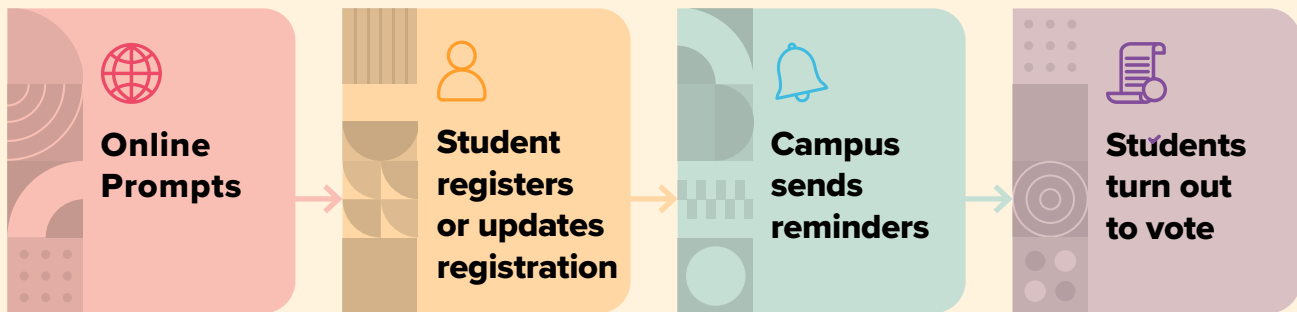 Online
Prompts
Student
registers
or updates
registration
Campus
sends
reminders
Students
turn out
to vote